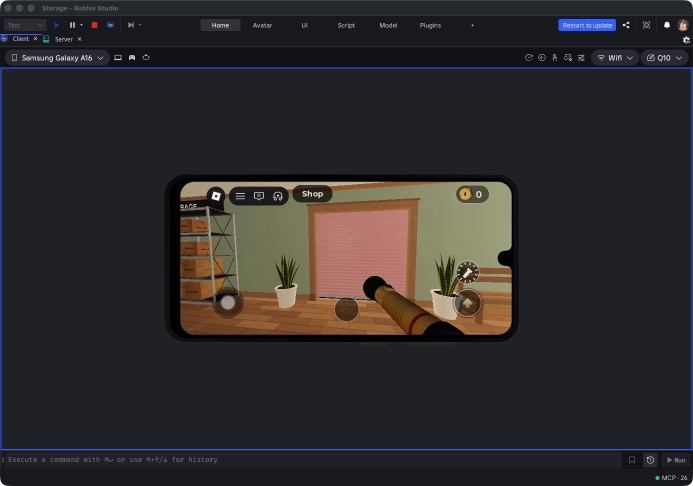 Storage - Roblox Studio
Test
Home Avatar UI Script Model Plugins +
Restart to update
Client × Server ×
Samsung Galaxy A16
Wifi
Q10
Shop
0
Execute a command with ⌘↵ or use ⌘+↑/↓ for history
Run
MCP · 26